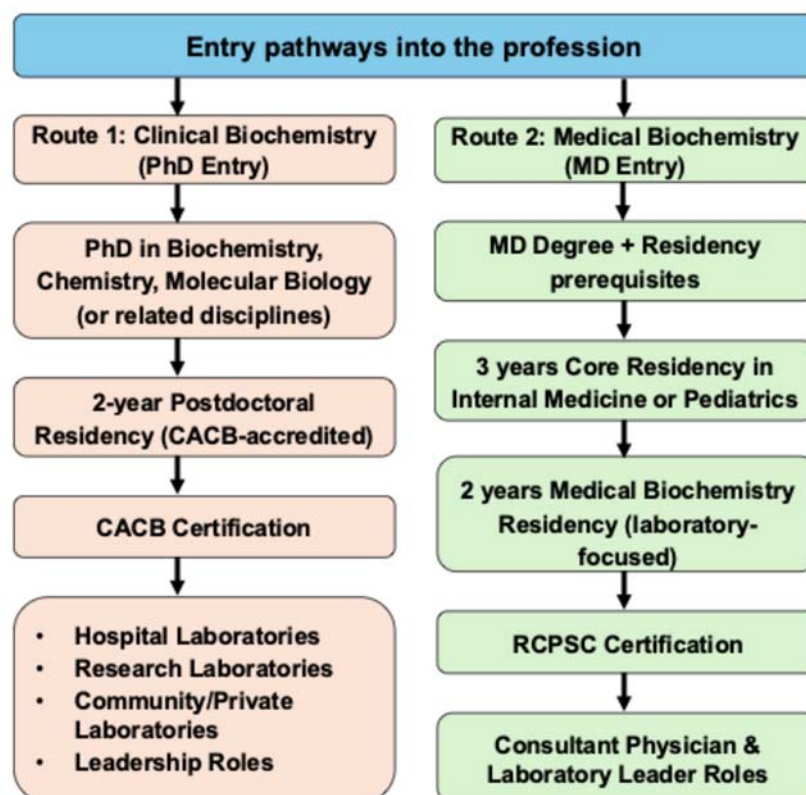 Entry pathways into the profession
Route 1: Clinical Biochemistry
(PhD Entry)
PhD in Biochemistry,
Chemistry, Molecular Biology
(or related disciplines)
2-year Postdoctoral
Residency (CACB-accredited)
CACB Certification
• Hospital Laboratories
• Research Laboratories
• Community/Private
Laboratories
• Leadership Roles
Route 2: Medical Biochemistry
(MD Entry)
MD Degree + Residency
prerequisites
3 years Core Residency in
Internal Medicine or Pediatrics
2 years Medical Biochemistry
Residency (laboratory-
focused)
RCPSC Certification
Consultant Physician &
Laboratory Leader Roles